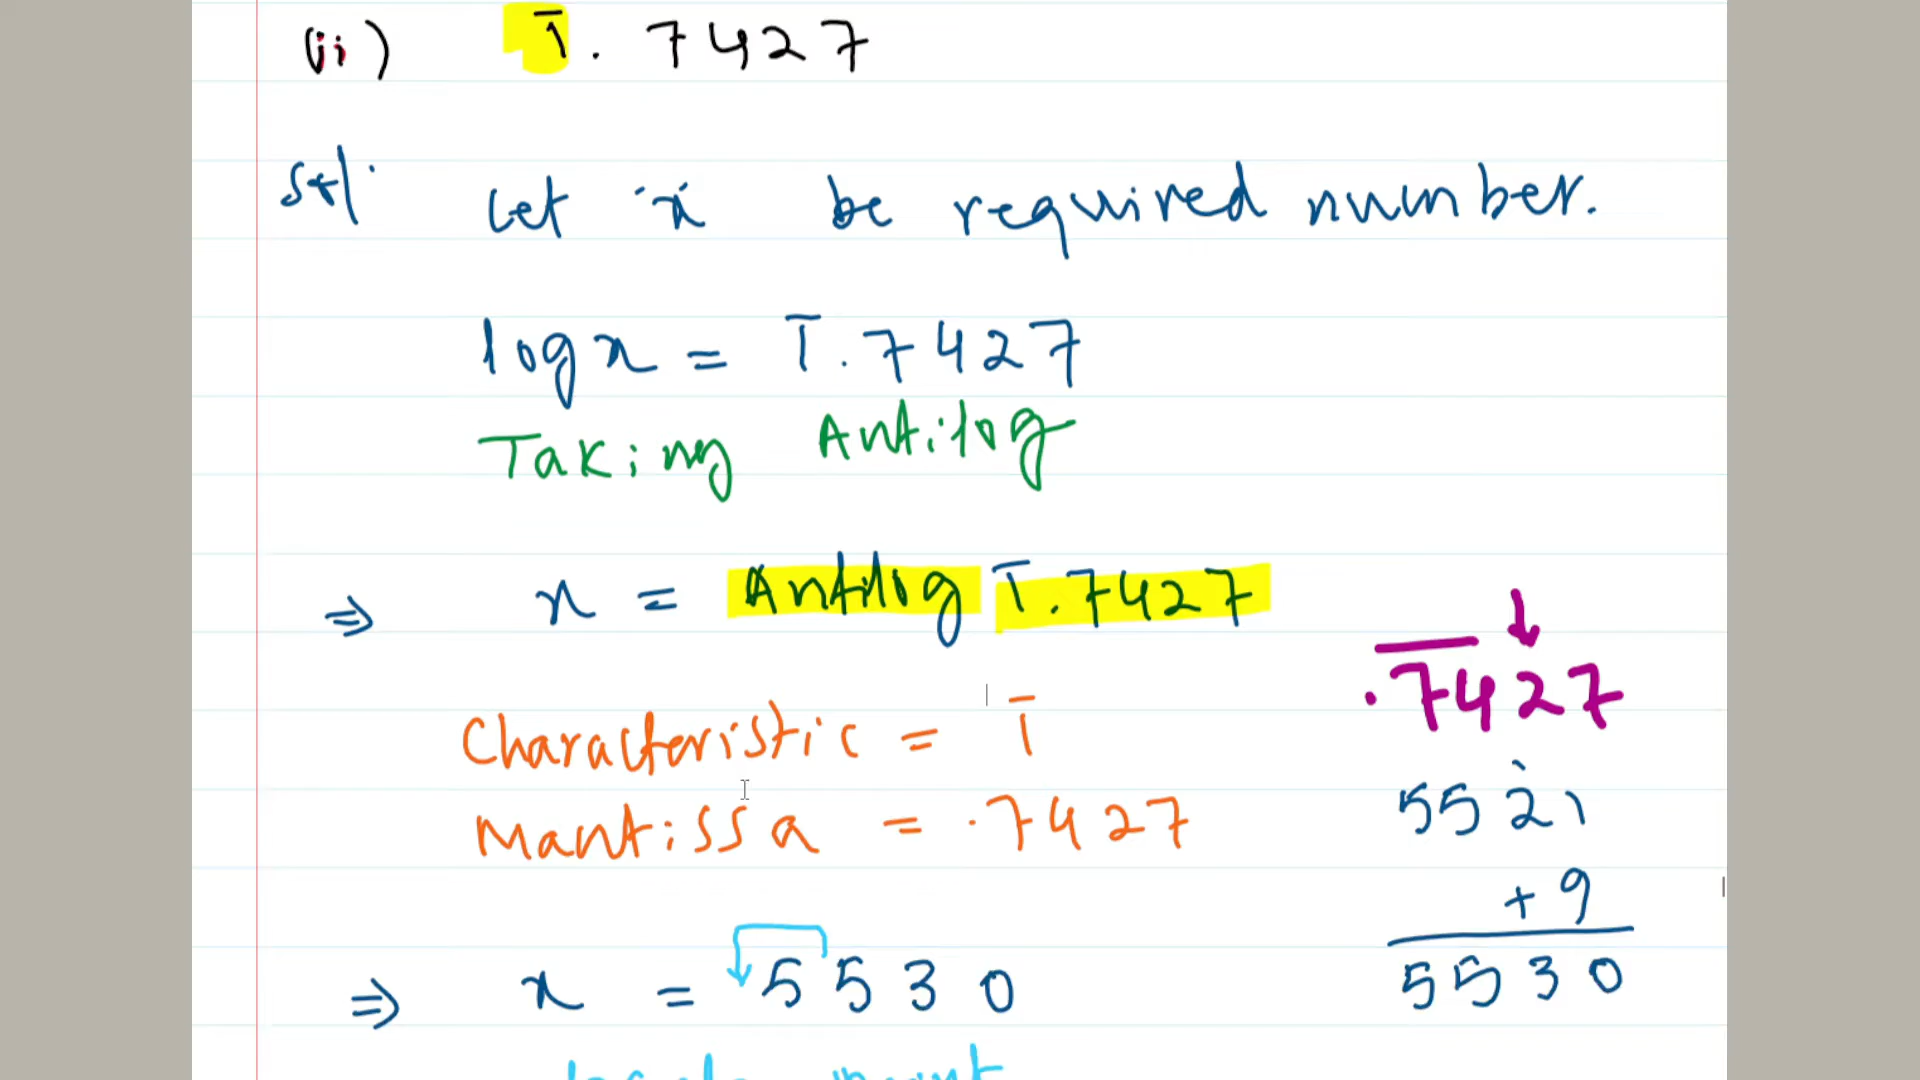 (ii) 1̅.7427
Sol. Let 'x' be required number.
log x = 1̅.7427
Taking Antilog
⇒ x = Antilog 1̅.7427
.7427
Characteristic = 1̅
5521
Mantissa = .7427
+9
⇒ x = 5530
5530